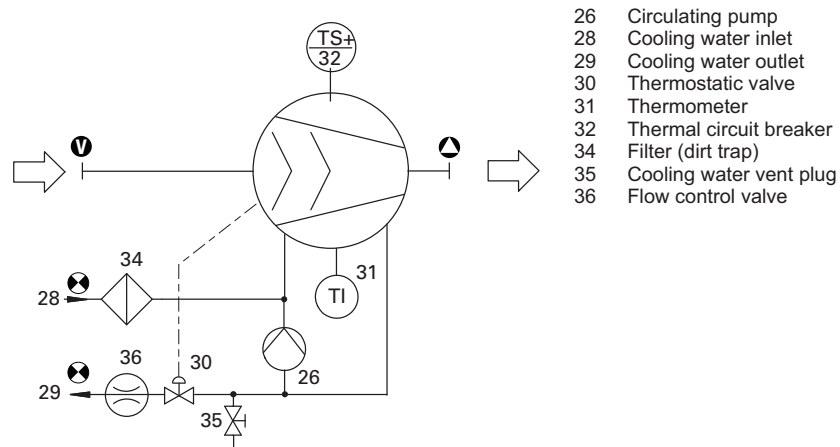 TS+
32
V
34
31
TI
28
36
30
26
29
35
26 Circulating pump
28 Cooling water inlet
29 Cooling water outlet
30 Thermostatic valve
31 Thermometer
32 Thermal circuit breaker
34 Filter (dirt trap)
35 Cooling water vent plug
36 Flow control valve